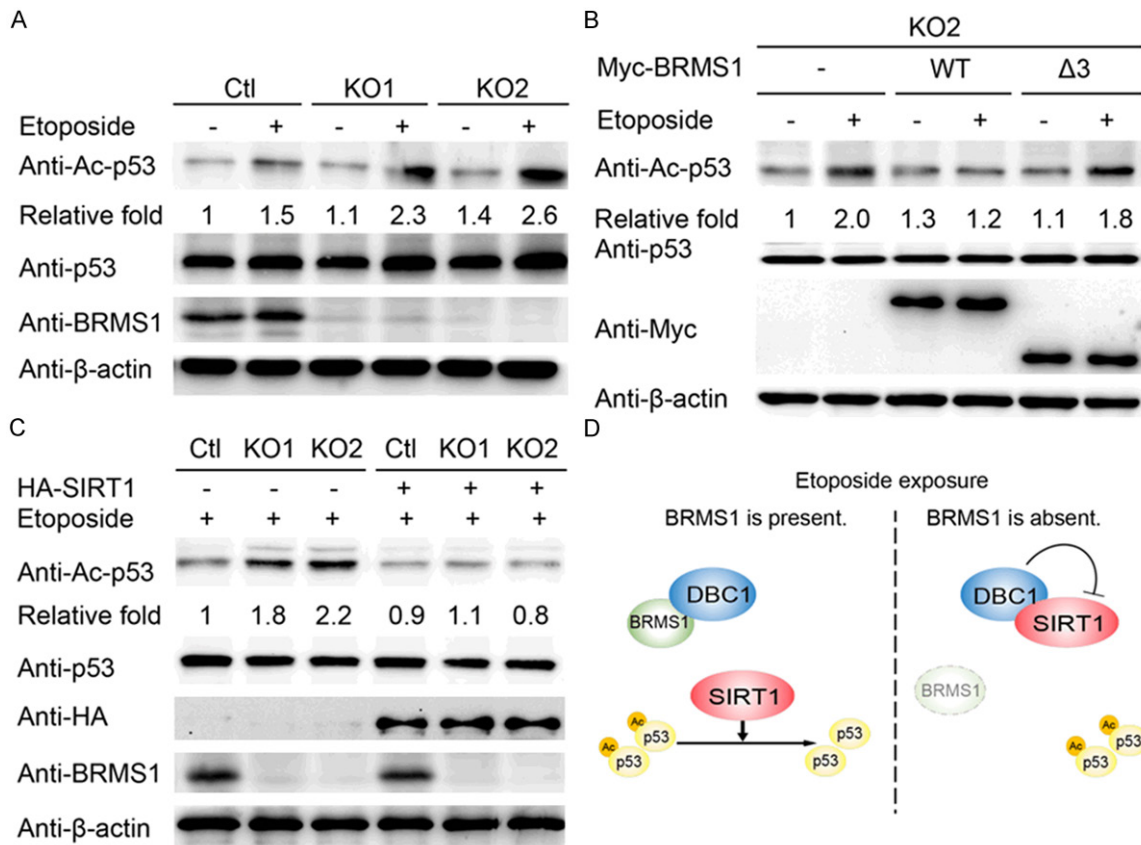 A
Ctl KO1 KO2
Etoposide - + - + - +
Anti-Ac-p53
Relative fold 1 1.5 1.1 2.3 1.4 2.6
Anti-p53
Anti-BRMS1
Anti-β-actin
B
KO2
Myc-BRMS1 - WT Δ3
Etoposide - + - + - +
Anti-Ac-p53
Relative fold 1 2.0 1.3 1.2 1.1 1.8
Anti-p53
Anti-Myc
Anti-β-actin
C
Ctl KO1 KO2 Ctl KO1 KO2
HA-SIRT1 - - - + + +
Etoposide + + + + + +
Anti-Ac-p53
Relative fold 1 1.8 2.2 0.9 1.1 0.8
Anti-p53
Anti-HA
Anti-BRMS1
Anti-β-actin
D
Etoposide exposure
BRMS1 is present.
DBC1
BRMS1
SIRT1
Ac
p53
Ac
p53
p53
p53
BRMS1 is absent.
DBC1
SIRT1
BRMS1
Ac
p53
Ac
p53